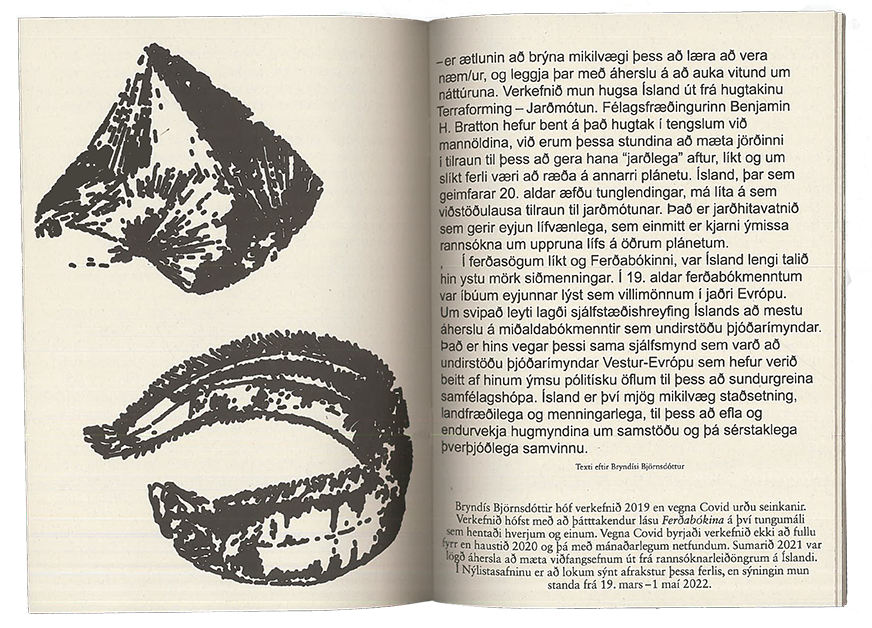 –er ætlunin að brýna mikilvægi þess að læra að vera
næm/ur, og leggja þar með áherslu á að auka vitund um
náttúruna. Verkefnið mun hugsa Ísland út frá hugtakinu
Terraforming – Jarðmótun. Félagsfræðingurinn Benjamin
H. Bratton hefur bent á það hugtak í tengslum við
mannöldina, við erum þessa stundina að mæta jörðinni
í tilraun til þess að gera hana “jarðlega” aftur, líkt og um
slíkt ferli væri að ræða á annarri plánetu. Ísland, þar sem
geimfarar 20. aldar æfðu tunglendingar, má líta á sem
viðstöðulausa tilraun til jarðmótunar. Það er jarðhitavatnið
sem gerir eyjun lífvænlega, sem einmitt er kjarni ýmissa
rannsókna um uppruna lífs á öðrum plánetum.
Í ferðasögum líkt og Ferðabókinni, var Ísland lengi talið
hin ystu mörk siðmenningar. Í 19. aldar ferðabókmenntum
var íbúum eyjunnar lýst sem villimönnum í jaðri Evrópu.
Um svipað leyti lagði sjálfstæðishreyfing Íslands að mestu
áherslu á miðaldabókmenntir sem undirstöðu þjóðarímyndar.
Það er hins vegar þessi sama sjálfsmynd sem varð að
undirstöðu þjóðarímyndar Vestur-Evrópu sem hefur verið
beitt af hinum ýmsu pólitísku öflum til þess að sundurgreina
samfélagshópa. Ísland er því mjög mikilvæg staðsetning,
landfræðilega og menningarlega, til þess að efla og
endurvekja hugmyndina um samstöðu og þá sérstaklega
þverþjóðlega samvinnu.
Texti eftir Bryndísi Björnsdóttur
Bryndís Björnsdóttir hóf verkefnið 2019 en vegna Covid urðu seinkanir.
Verkefnið hófst með að þátttakendur lásu Ferðabókina á því tungumáli
sem hentaði hverjum og einum. Vegna Covid byrjaði verkefnið ekki að fullu
fyrr en haustið 2020 og þá með mánaðarlegum netfundum. Sumarið 2021 var
lögð áhersla að mæta viðfangsefnum út frá rannsóknarleiðöngrum á Íslandi.
Í Nýlistasafninu er að lokum sýnt afrakstur þessa ferlis, en sýningin mun
standa frá 19. mars – 1 maí 2022.